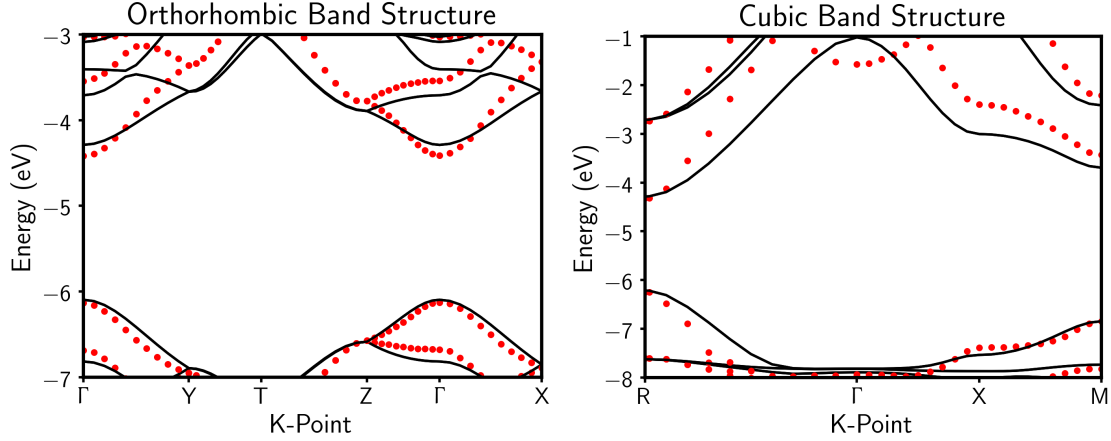 Orthorhombic Band Structure
Energy (eV)
−3
−4
−5
−6
−7
Γ Y T Z Γ X
K-Point
Cubic Band Structure
Energy (eV)
−1
−2
−3
−4
−5
−6
−7
−8
R Γ X M
K-Point